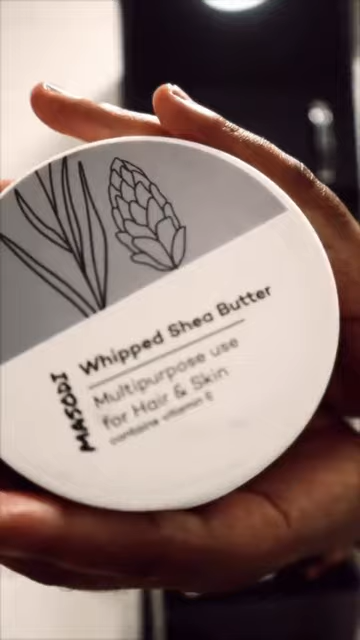 MASODI
Whipped Shea Butter
Multipurpose use
for Hair & Skin
contains vitamin E